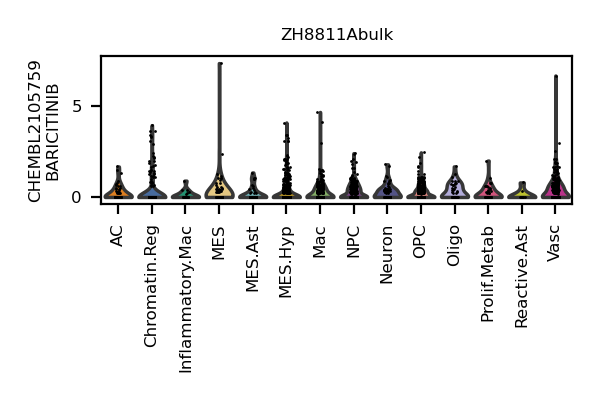 ZH8811Abulk
CHEMBL2105759
BARICITINIB
5
0
AC
Chromatin.Reg
Inflammatory.Mac
MES
MES.Ast
MES.Hyp
Mac
NPC
Neuron
OPC
Oligo
Prolif.Metab
Reactive.Ast
Vasc